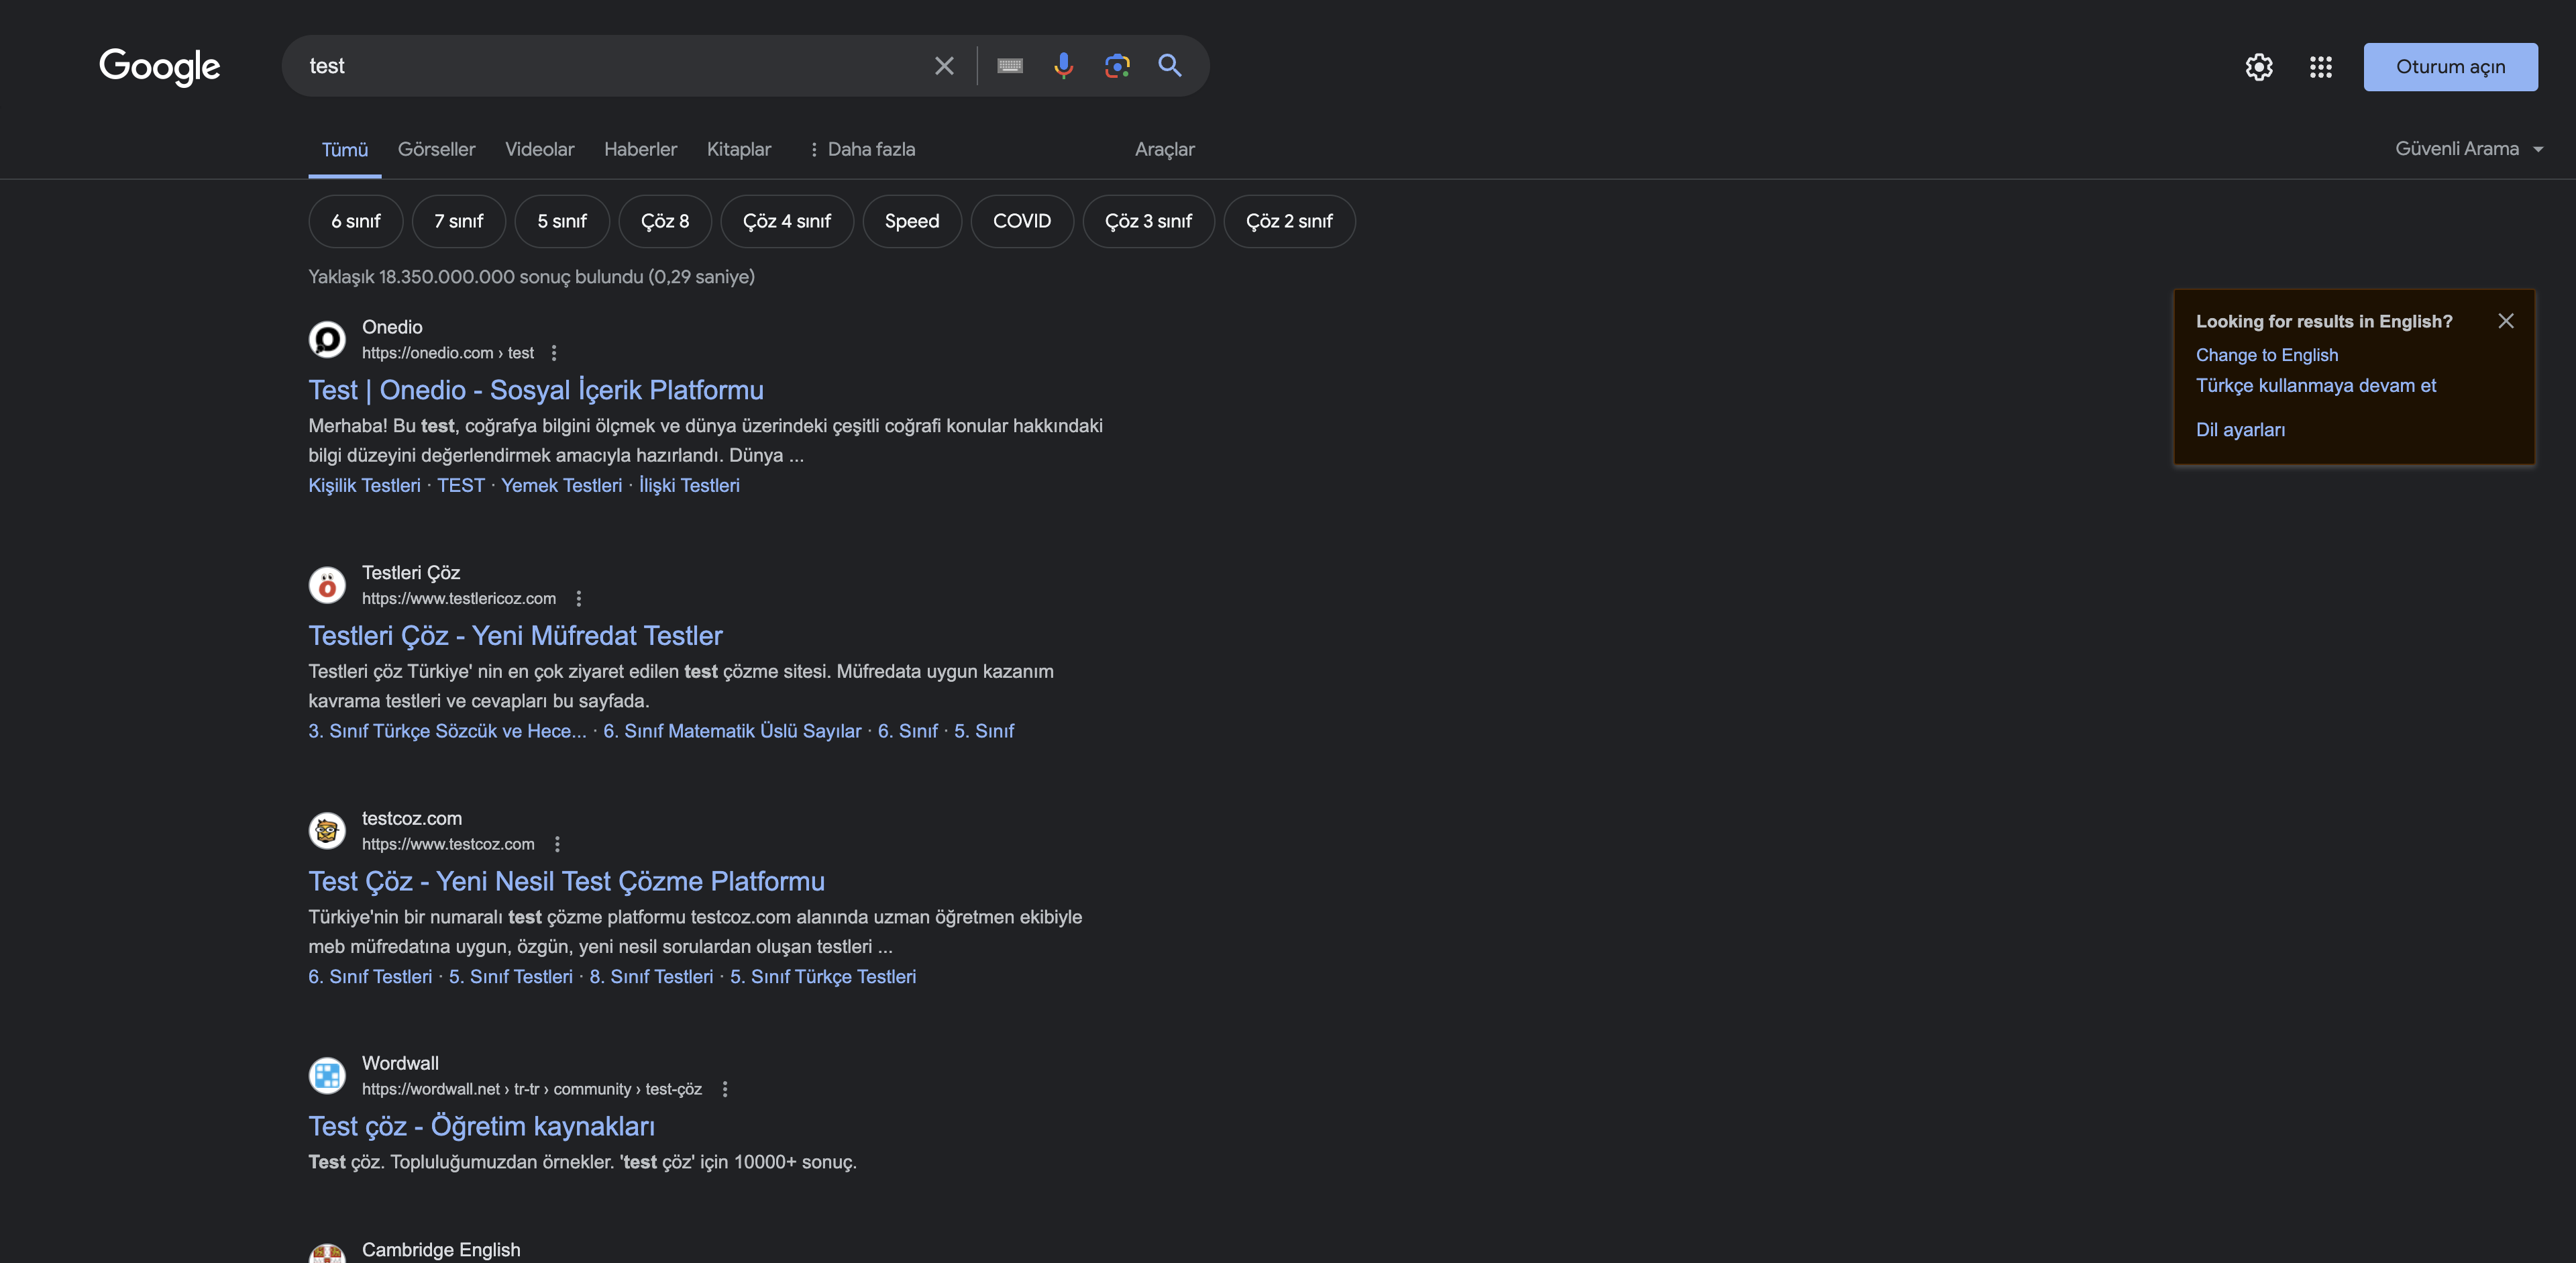 Google
test
Oturum açın
Tümü Görseller Videolar Haberler Kitaplar Daha fazla Araçlar Güvenli Arama
6 sınıf 7 sınıf 5 sınıf Çöz 8 Çöz 4 sınıf Speed COVID Çöz 3 sınıf Çöz 2 sınıf
Yaklaşık 18.350.000.000 sonuç bulundu (0,29 saniye)
Onedio
https://onedio.com › test
Test | Onedio - Sosyal İçerik Platformu
Merhaba! Bu test, coğrafya bilgini ölçmek ve dünya üzerindeki çeşitli coğrafi konular hakkındaki
bilgi düzeyini değerlendirmek amacıyla hazırlandı. Dünya ...
Kişilik Testleri · TEST · Yemek Testleri · İlişki Testleri
Testleri Çöz
https://www.testlericoz.com
Testleri Çöz - Yeni Müfredat Testler
Testleri çöz Türkiye' nin en çok ziyaret edilen test çözme sitesi. Müfredata uygun kazanım
kavrama testleri ve cevapları bu sayfada.
3. Sınıf Türkçe Sözcük ve Hece... · 6. Sınıf Matematik Üslü Sayılar · 6. Sınıf · 5. Sınıf
testcoz.com
https://www.testcoz.com
Test Çöz - Yeni Nesil Test Çözme Platformu
Türkiye'nin bir numaralı test çözme platformu testcoz.com alanında uzman öğretmen ekibiyle
meb müfredatına uygun, özgün, yeni nesil sorulardan oluşan testleri ...
6. Sınıf Testleri · 5. Sınıf Testleri · 8. Sınıf Testleri · 5. Sınıf Türkçe Testleri
Wordwall
https://wordwall.net › tr-tr › community › test-çöz
Test çöz - Öğretim kaynakları
Test çöz. Topluluğumuzdan örnekler. 'test çöz' için 10000+ sonuç.
Cambridge English
Looking for results in English?
Change to English
Türkçe kullanmaya devam et
Dil ayarları